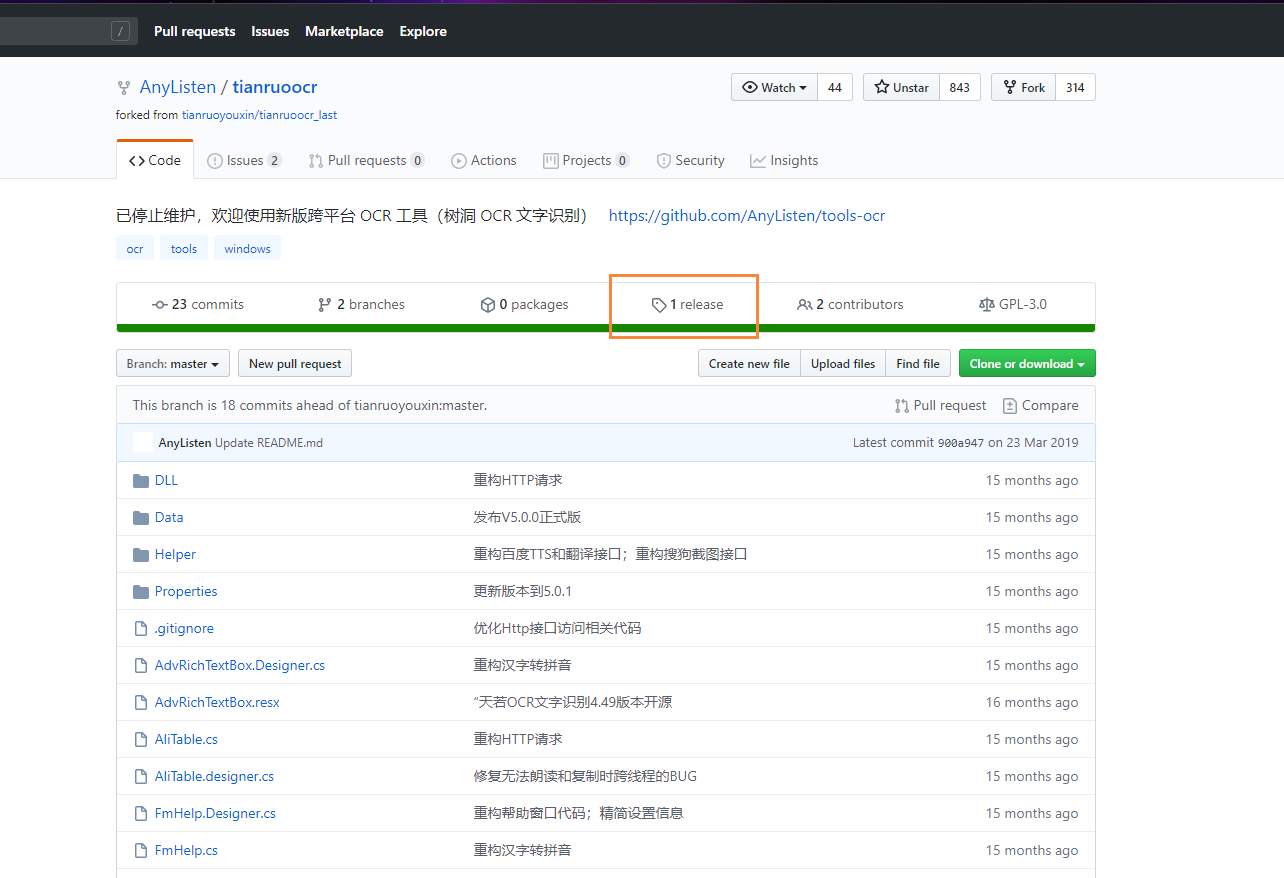 / Pull requests Issues Marketplace Explore
AnyListen / tianruoocr Watch 44 Unstar 843 Fork 314
forked from tianruoyouxin/tianruoocr_last
Code Issues 2 Pull requests 0 Actions Projects 0 Security Insights
已停止维护，欢迎使用新版跨平台 OCR 工具（树洞 OCR 文字识别） https://github.com/AnyListen/tools-ocr
ocr tools windows
23 commits 2 branches 0 packages 1 release 2 contributors GPL-3.0
Branch: master New pull request Create new file Upload files Find file Clone or download
This branch is 18 commits ahead of tianruoyouxin:master. Pull request Compare
AnyListen Update README.md Latest commit 900a947 on 23 Mar 2019
DLL 重构HTTP请求 15 months ago
Data 发布V5.0.0正式版 15 months ago
Helper 重构百度TTS和翻译接口；重构搜狗截图接口 15 months ago
Properties 更新版本到5.0.1 15 months ago
.gitignore 优化Http接口访问相关代码 15 months ago
AdvRichTextBox.Designer.cs 重构汉字转拼音 15 months ago
AdvRichTextBox.resx “天若OCR文字识别4.49版本开源 16 months ago
AliTable.cs 重构HTTP请求 15 months ago
AliTable.designer.cs 修复无法朗读和复制时跨线程的BUG 15 months ago
FmHelp.Designer.cs 重构帮助窗口代码；精简设置信息 15 months ago
FmHelp.cs 重构汉字转拼音 15 months ago